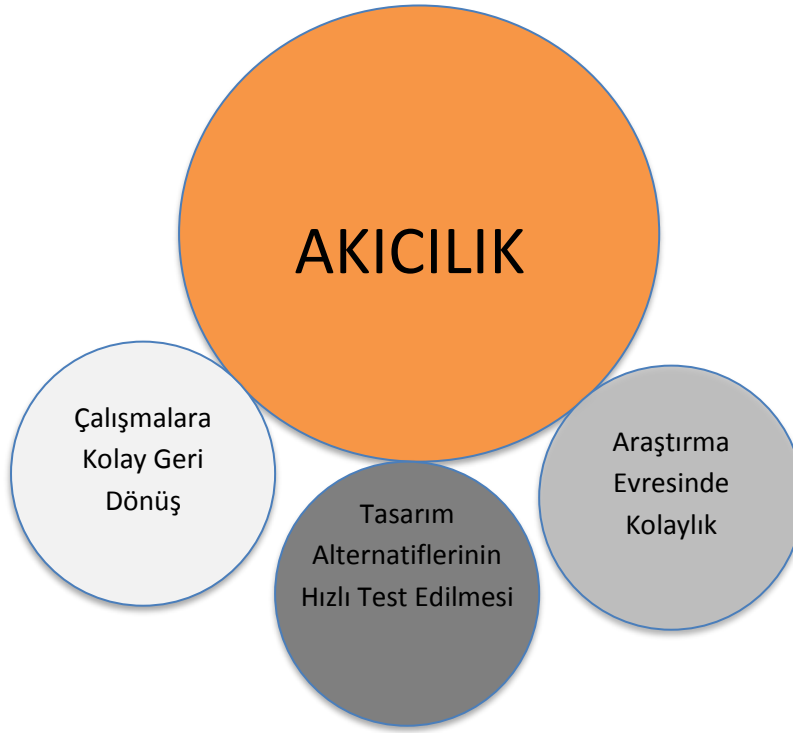 AKICILIK
Çalışmalara
Kolay Geri
Dönüş
Tasarım
Alternatiflerinin
Hızlı Test Edilmesi
Araştırma
Evresinde
Kolaylık